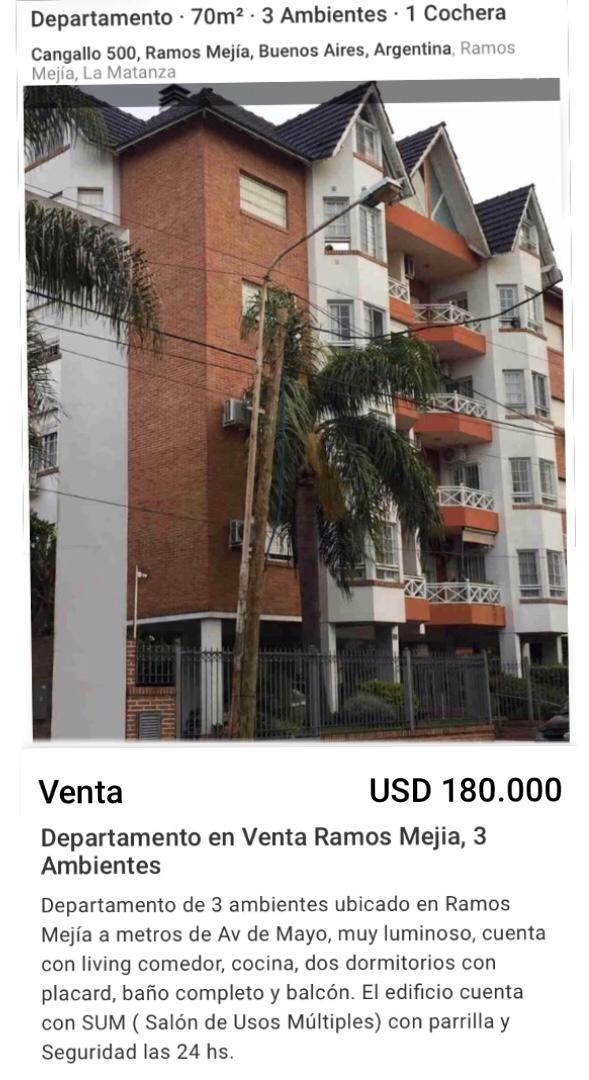 Departamento · 70m² · 3 Ambientes · 1 Cochera
Cangallo 500, Ramos Mejía, Buenos Aires, Argentina, Ramos
Mejía, La Matanza
Venta USD 180.000
Departamento en Venta Ramos Mejia, 3
Ambientes
Departamento de 3 ambientes ubicado en Ramos
Mejía a metros de Av de Mayo, muy luminoso, cuenta
con living comedor, cocina, dos dormitorios con
placard, baño completo y balcón. El edificio cuenta
con SUM ( Salón de Usos Múltiples) con parrilla y
Seguridad las 24 hs.